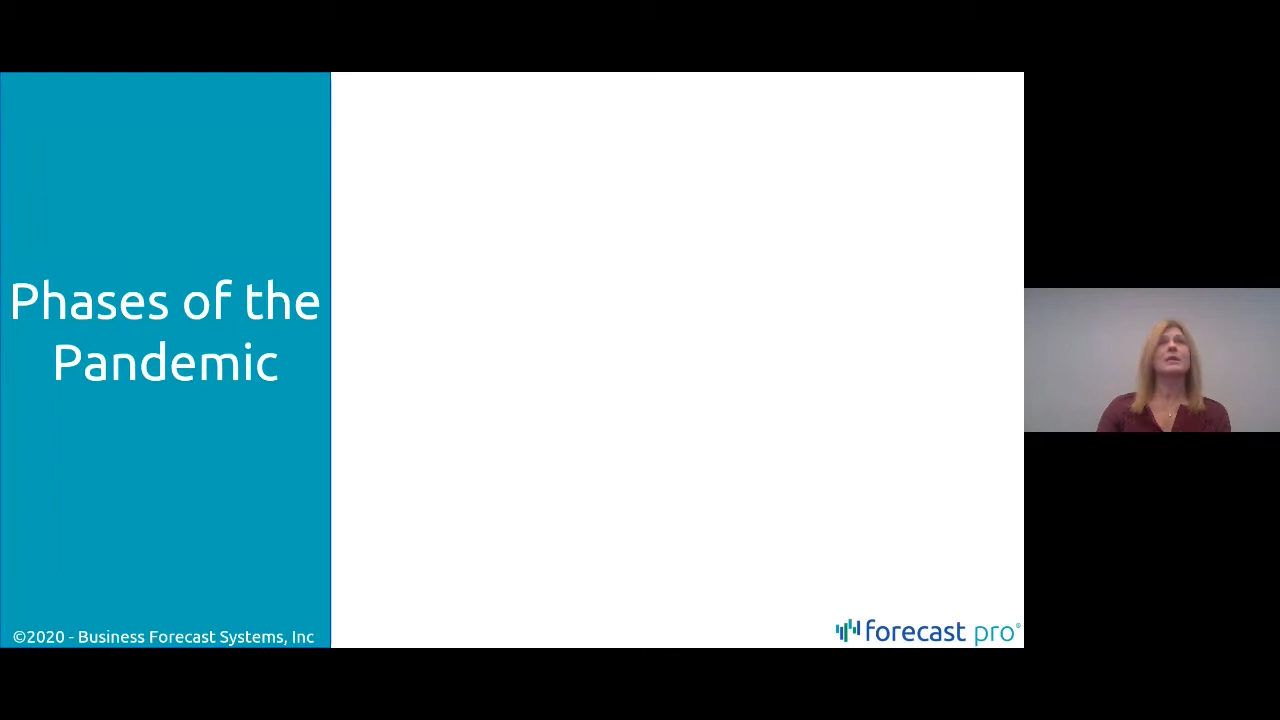 Phases of the
Pandemic
©2020 - Business Forecast Systems, Inc
forecast pro®